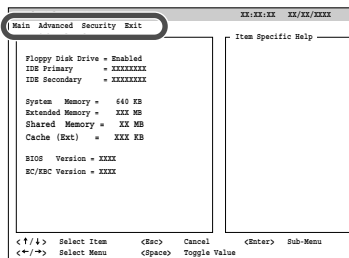 XX:XX:XX XX/XX/XXXX
Main Advanced Security Exit
Item Specific Help
Floppy Disk Drive = Enabled
IDE Primary = XXXXXXXX
IDE Secondary = XXXXXXXX
System Memory = 640 KB
Extended Memory = XXX MB
Shared Memory = XX MB
Cache (Ext) = XXX KB
BIOS Version = XXXX
EC/KBC Version = XXXX
<↑/↓> Select Item <Esc> Cancel <Enter> Sub-Menu
<←/→> Select Menu <Space> Toggle Value